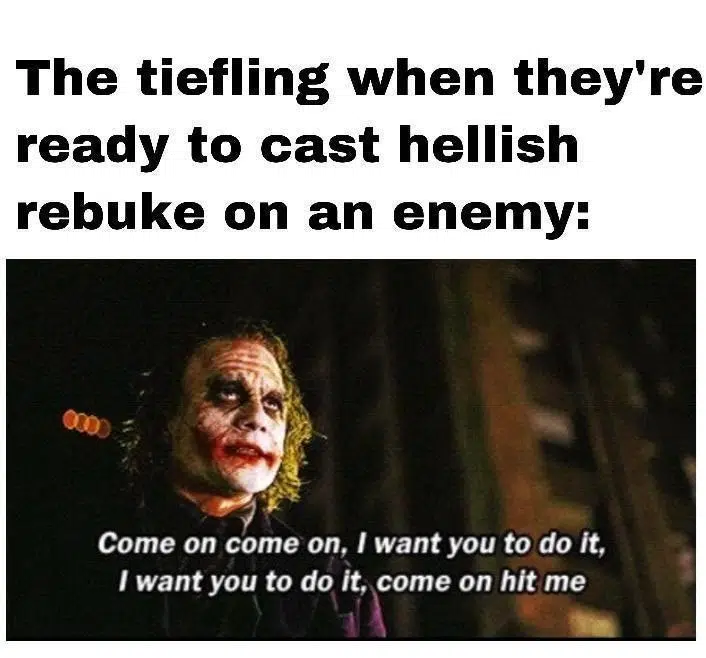 The tiefling when they're
ready to cast hellish
rebuke on an enemy:
Come on come on, I want you to do it,
I want you to do it, come on hit me